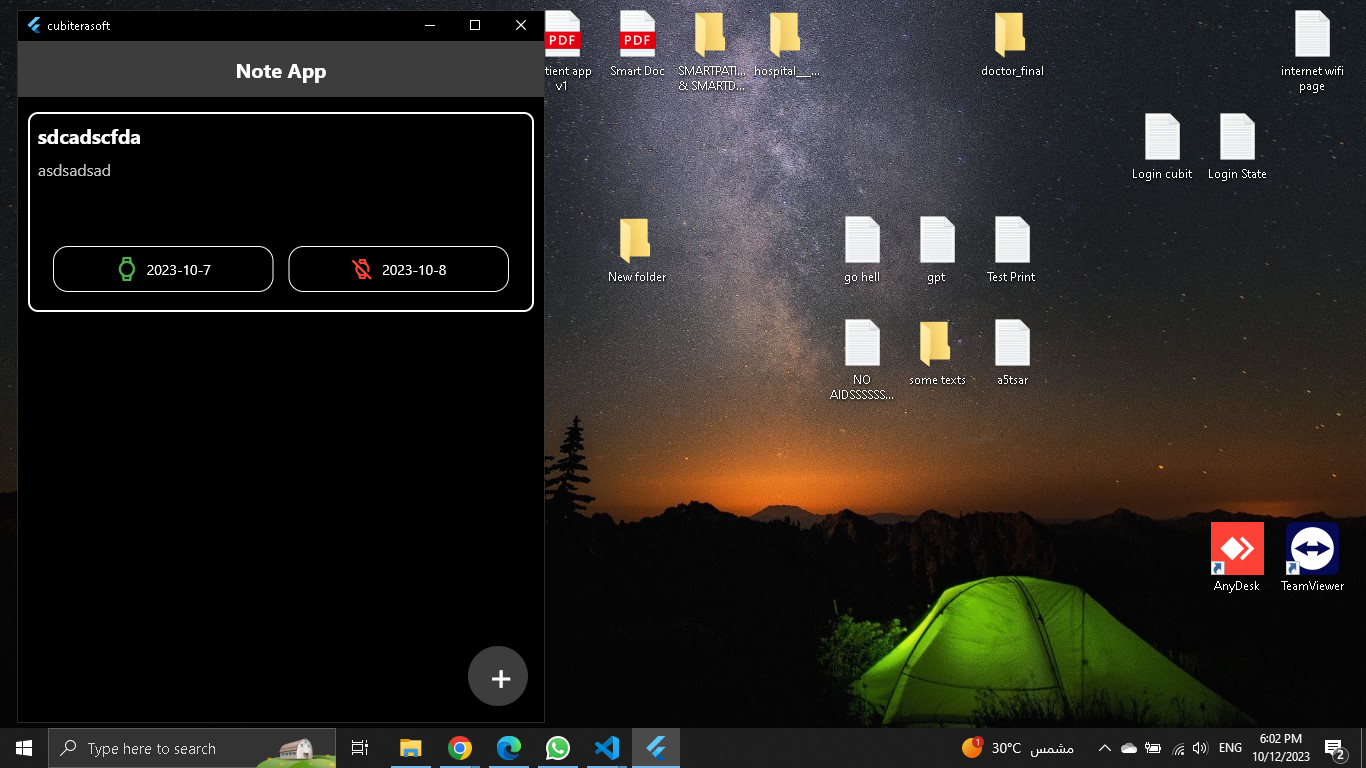 cubiterasoft
Note App
sdcadscfda
asdsadsad
2023-10-7
2023-10-8
PDF
tient app
v1
PDF
Smart Doc
SMARTPATI...
& SMARTD...
hospital___...
doctor_final
internet wifi
page
Login cubit
Login State
New folder
go hell
gpt
Test Print
NO
AIDSSSSSS...
some texts
a5tsar
AnyDesk
TeamViewer
Type here to search
1
30°C
مشمس
ENG
6:02 PM
10/12/2023
2